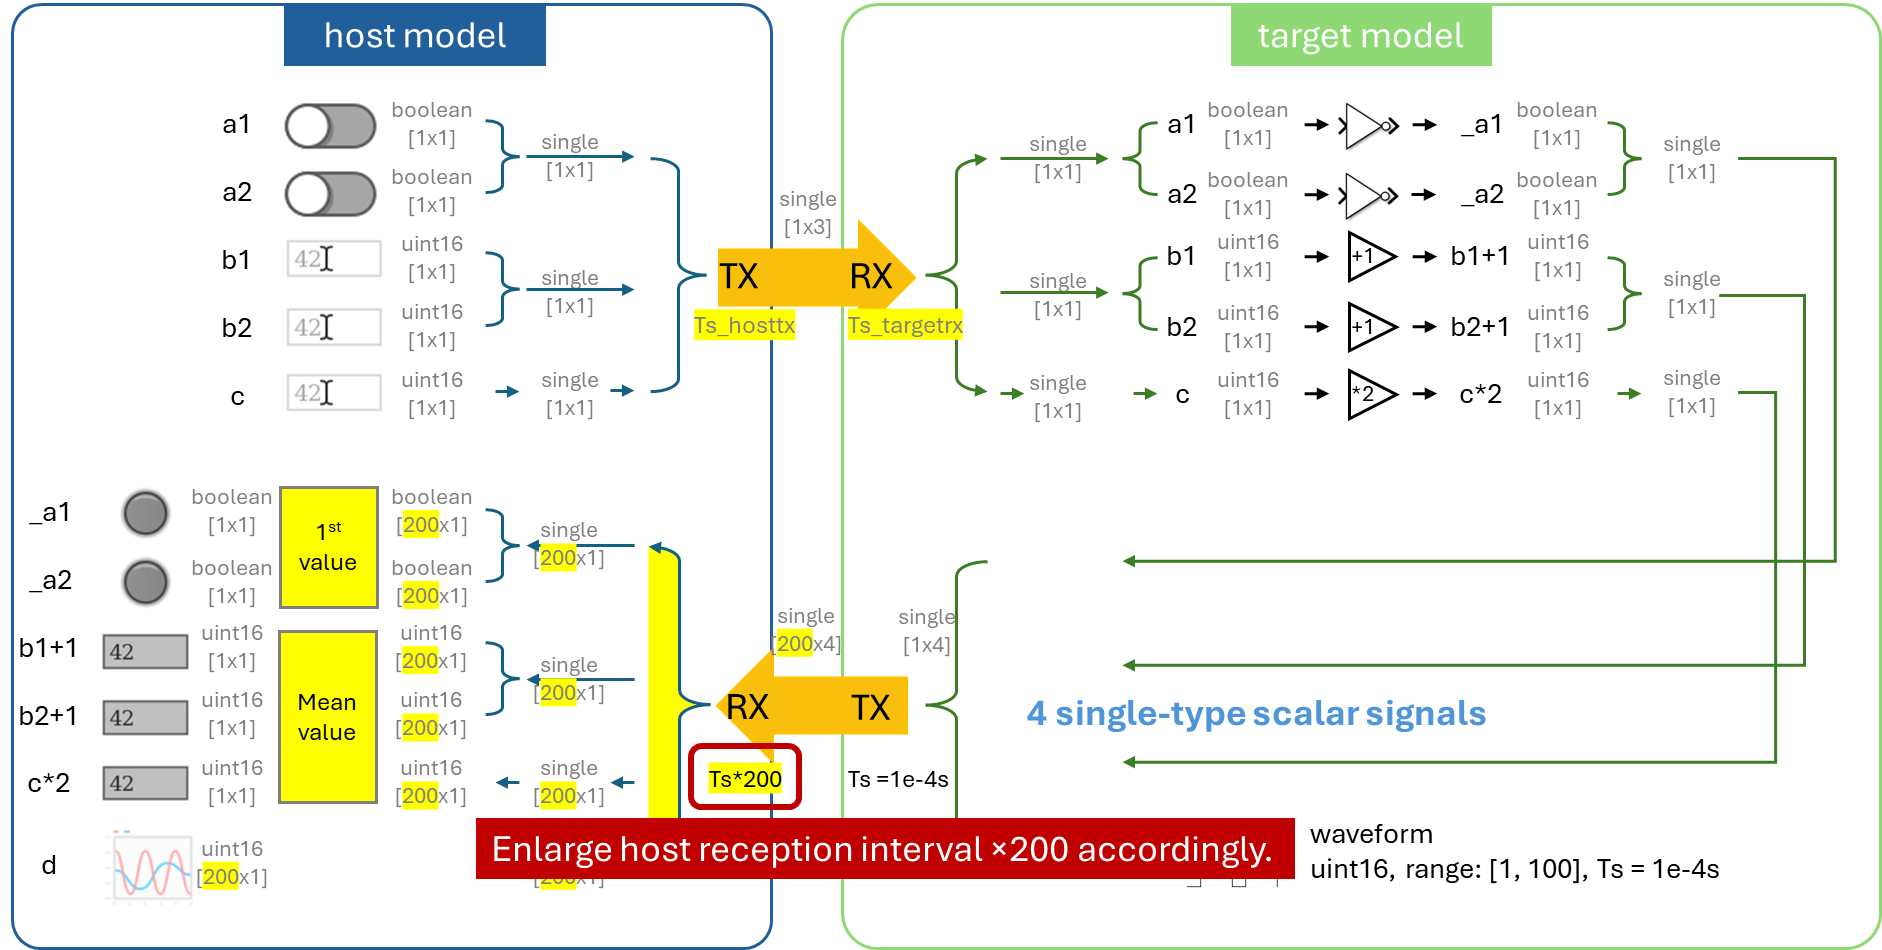 host model
target model
a1
boolean
[1x1]
single
[1x1]
a2
boolean
[1x1]
b1
42
uint16
[1x1]
single
[1x1]
b2
42
uint16
[1x1]
c
42
uint16
[1x1]
single
[1x1]
single
[1x3]
TX
RX
Ts_hosttx
Ts_targetrx
single
[1x1]
a1
boolean
[1x1]
_a1
boolean
[1x1]
single
[1x1]
a2
boolean
[1x1]
_a2
boolean
[1x1]
single
[1x1]
b1
uint16
[1x1]
+1
b1+1
uint16
[1x1]
single
[1x1]
b2
uint16
[1x1]
+1
b2+1
uint16
[1x1]
single
[1x1]
c
uint16
[1x1]
*2
c*2
uint16
[1x1]
single
[1x1]
_a1
boolean
[1x1]
1st
value
boolean
[200x1]
single
[200x1]
_a2
boolean
[1x1]
boolean
[200x1]
b1+1
42
uint16
[1x1]
Mean
value
uint16
[200x1]
single
[200x1]
b2+1
42
uint16
[1x1]
uint16
[200x1]
c*2
42
uint16
[1x1]
uint16
[200x1]
single
[200x1]
single
[200x4]
single
[1x4]
RX
TX
Ts*200
Ts =1e-4s
4 single-type scalar signals
d
uint16
[200x1]
Enlarge host reception interval ×200 accordingly.
waveform
uint16, range: [1, 100], Ts = 1e-4s